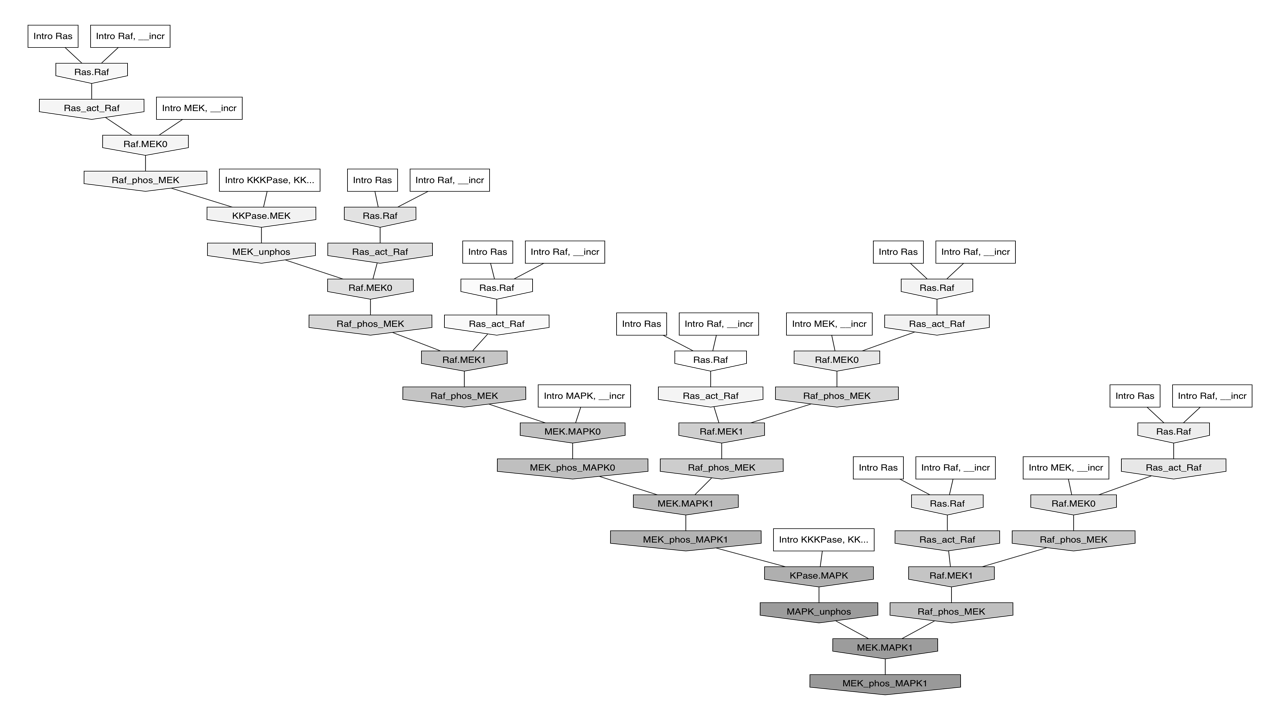 Intro Ras
Intro Raf, __incr
Ras.Raf
Ras_act_Raf
Intro MEK, __incr
Raf.MEK0
Raf_phos_MEK
Intro KKKPase, KK...
Intro Ras
Intro Raf, __incr
KKPase.MEK
Ras.Raf
MEK_unphos
Ras_act_Raf
Intro Ras
Intro Raf, __incr
Intro Ras
Intro Raf, __incr
Raf.MEK0
Ras.Raf
Ras.Raf
Raf_phos_MEK
Ras_act_Raf
Intro Ras
Intro Raf, __incr
Intro MEK, __incr
Ras_act_Raf
Raf.MEK1
Ras.Raf
Raf.MEK0
Raf_phos_MEK
Intro MAPK, __incr
Ras_act_Raf
Raf_phos_MEK
Intro Ras
Intro Raf, __incr
MEK.MAPK0
Raf.MEK1
Ras.Raf
MEK_phos_MAPK0
Raf_phos_MEK
Intro Ras
Intro Raf, __incr
Intro MEK, __incr
Ras_act_Raf
MEK.MAPK1
Ras.Raf
Raf.MEK0
MEK_phos_MAPK1
Intro KKKPase, KK...
Ras_act_Raf
Raf_phos_MEK
KPase.MAPK
Raf.MEK1
MAPK_unphos
Raf_phos_MEK
MEK.MAPK1
MEK_phos_MAPK1